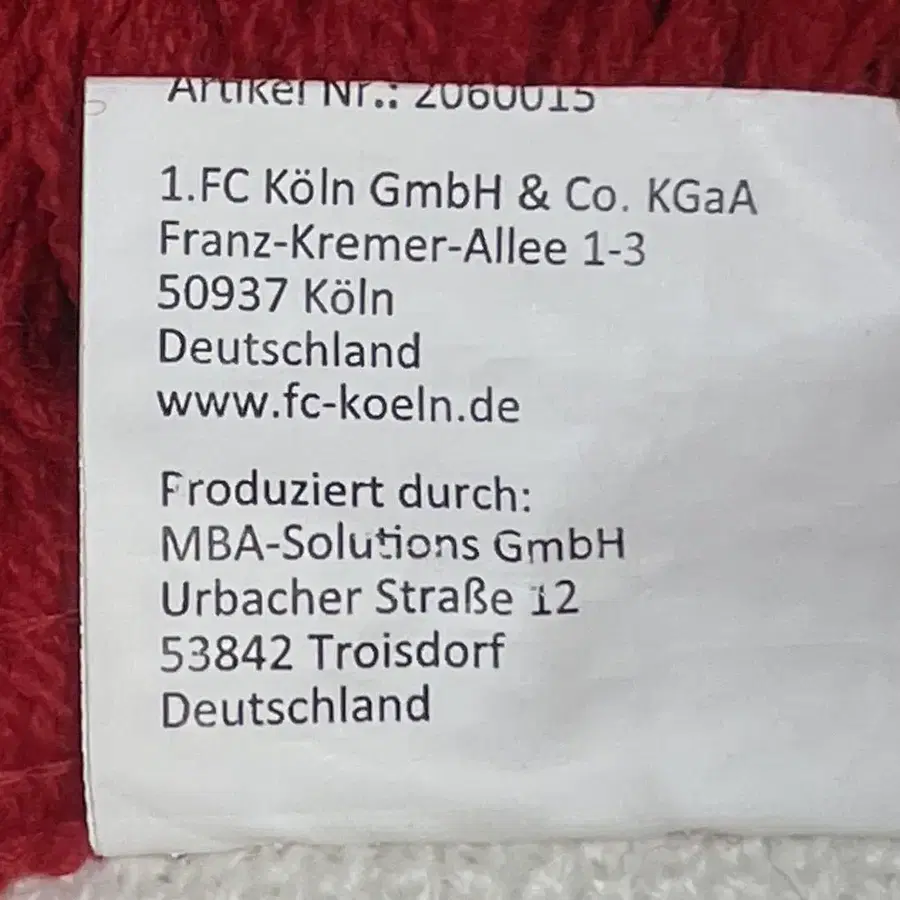 Artikel Nr.: 2060015
1.FC Köln GmbH & Co. KGaA
Franz-Kremer-Allee 1-3
50937 Köln
Deutschland
www.fc-koeln.de
Produziert durch:
MBA-Solutions GmbH
Urbacher Straße 12
53842 Troisdorf
Deutschland